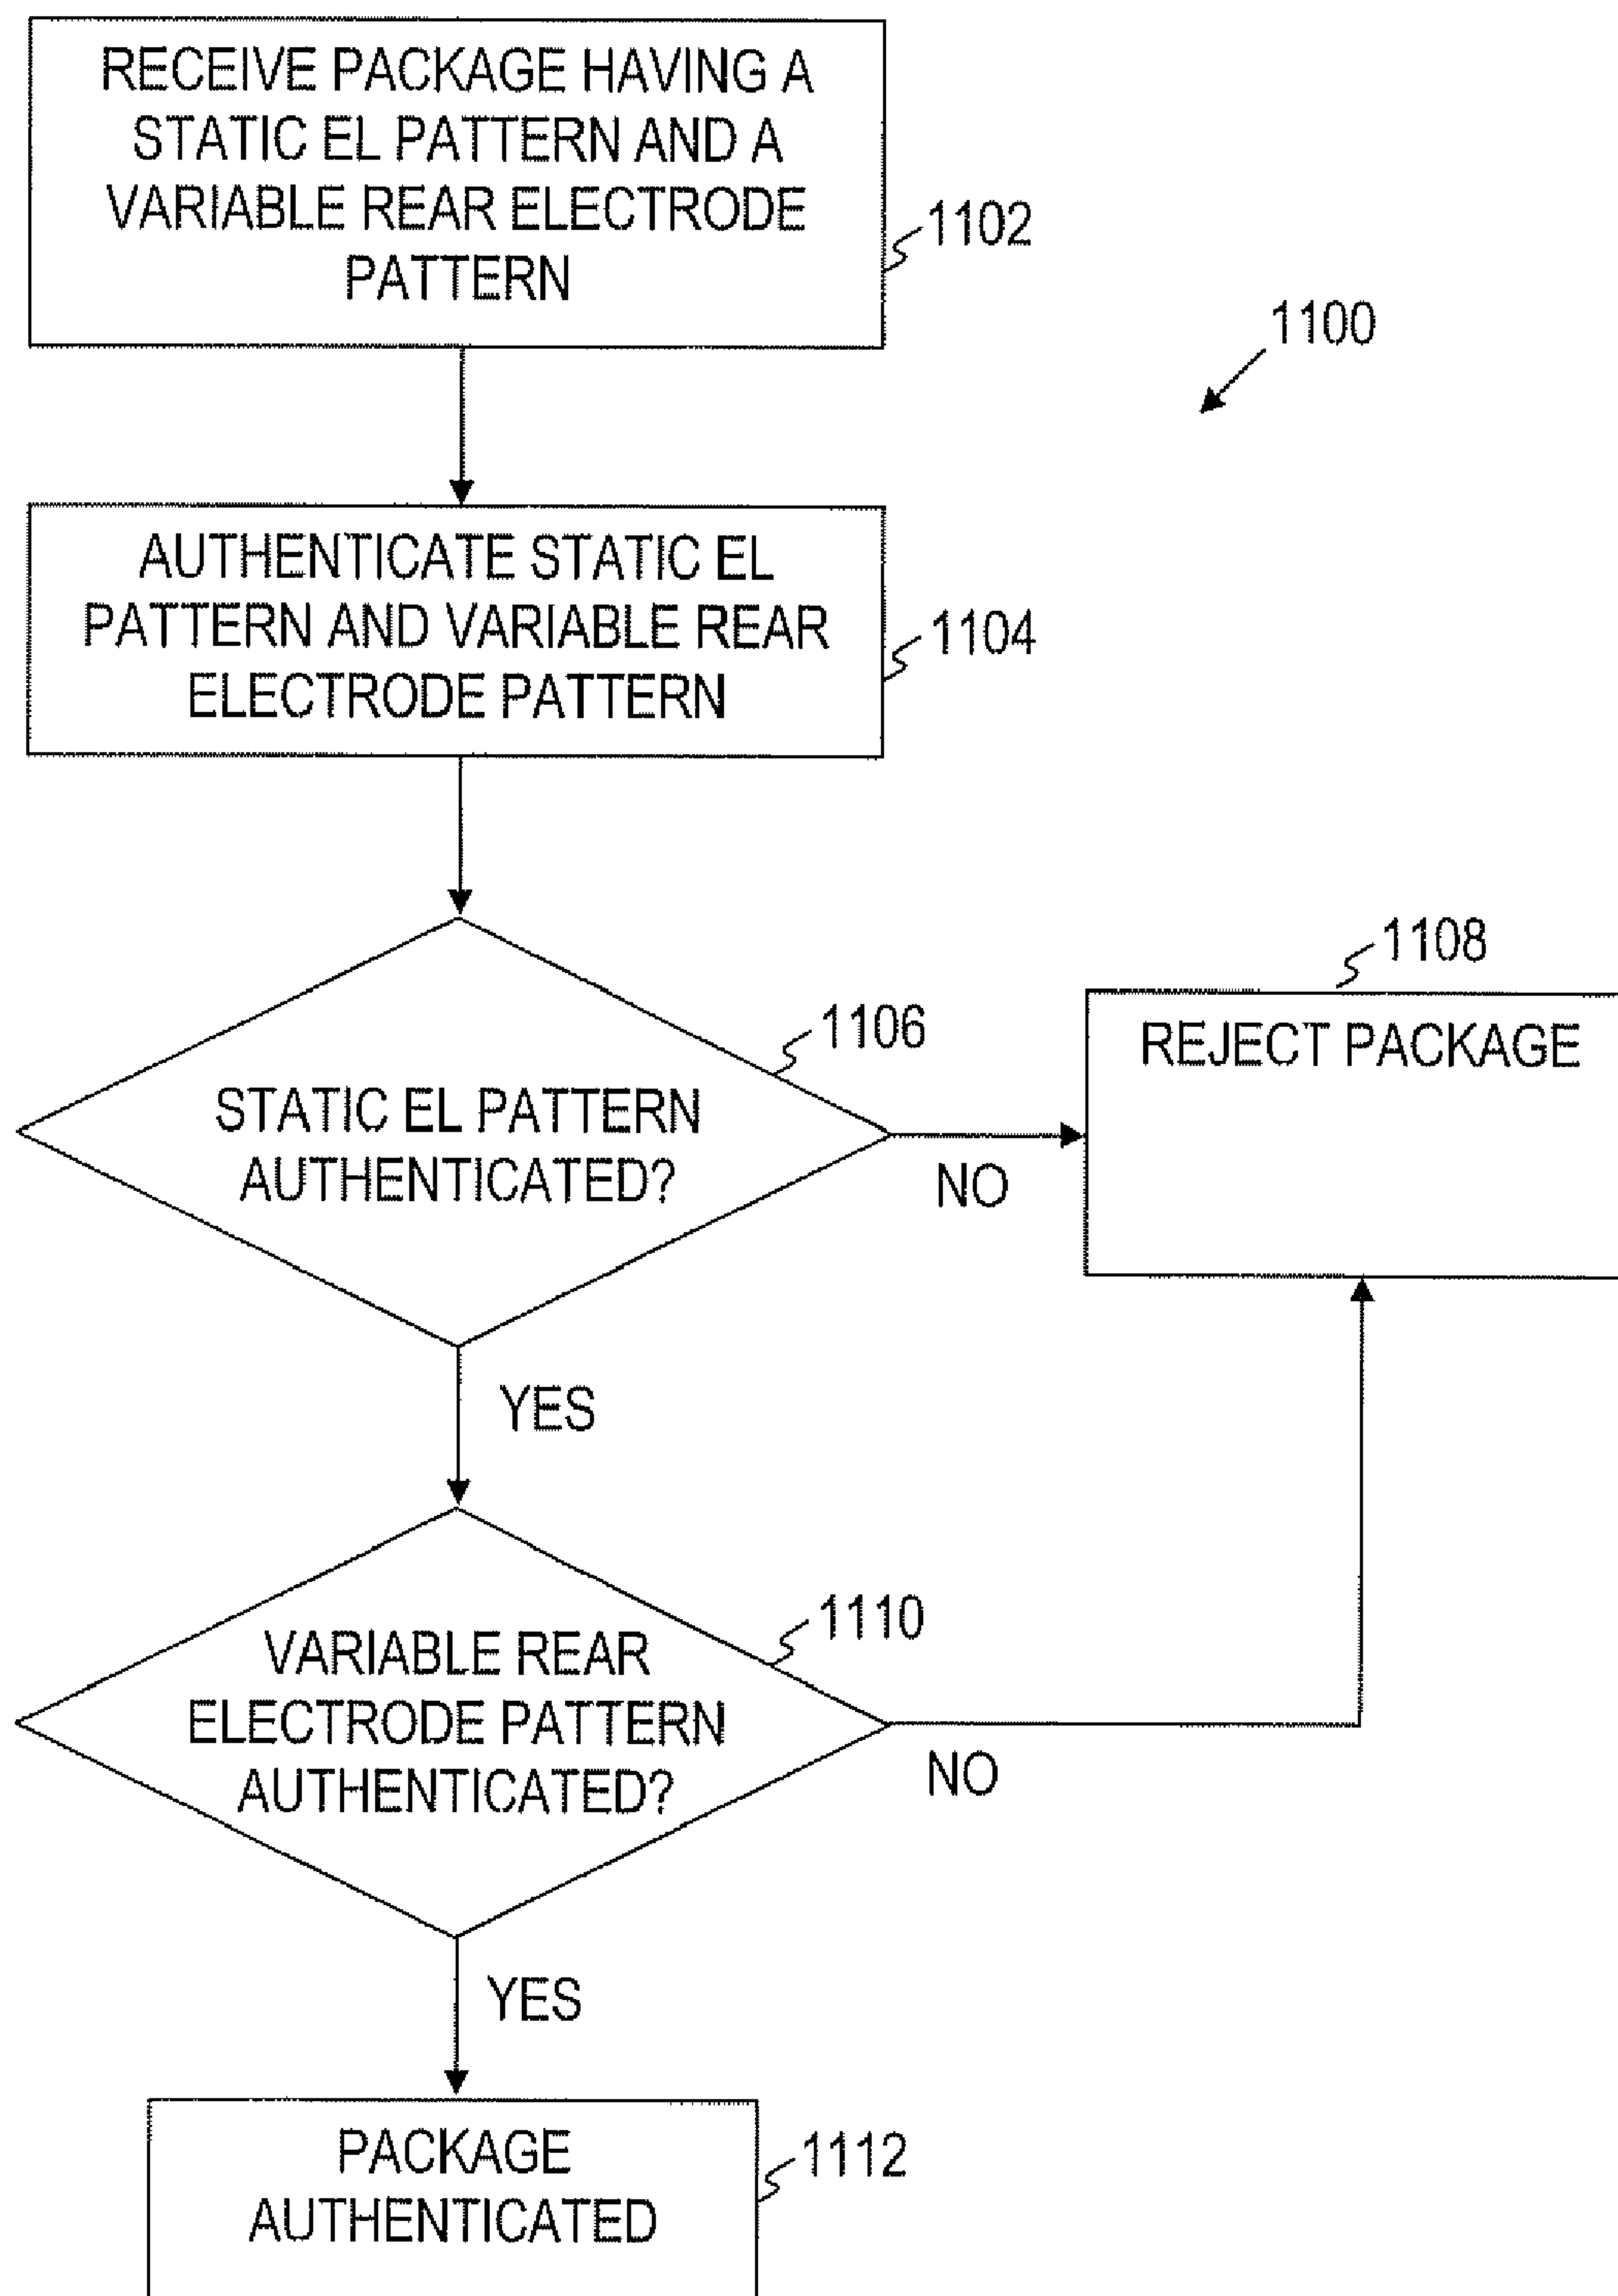 RECEIVE PACKAGE HAVING A
STATIC EL PATTERN AND A
VARIABLE REAR ELECTRODE
PATTERN
1102
1100
AUTHENTICATE STATIC EL
PATTERN AND VARIABLE REAR
ELECTRODE PATTERN
1104
1106
STATIC EL PATTERN
AUTHENTICATED?
NO
1108
REJECT PACKAGE
YES
1110
VARIABLE REAR
ELECTRODE PATTERN
AUTHENTICATED?
NO
YES
PACKAGE
AUTHENTICATED
1112